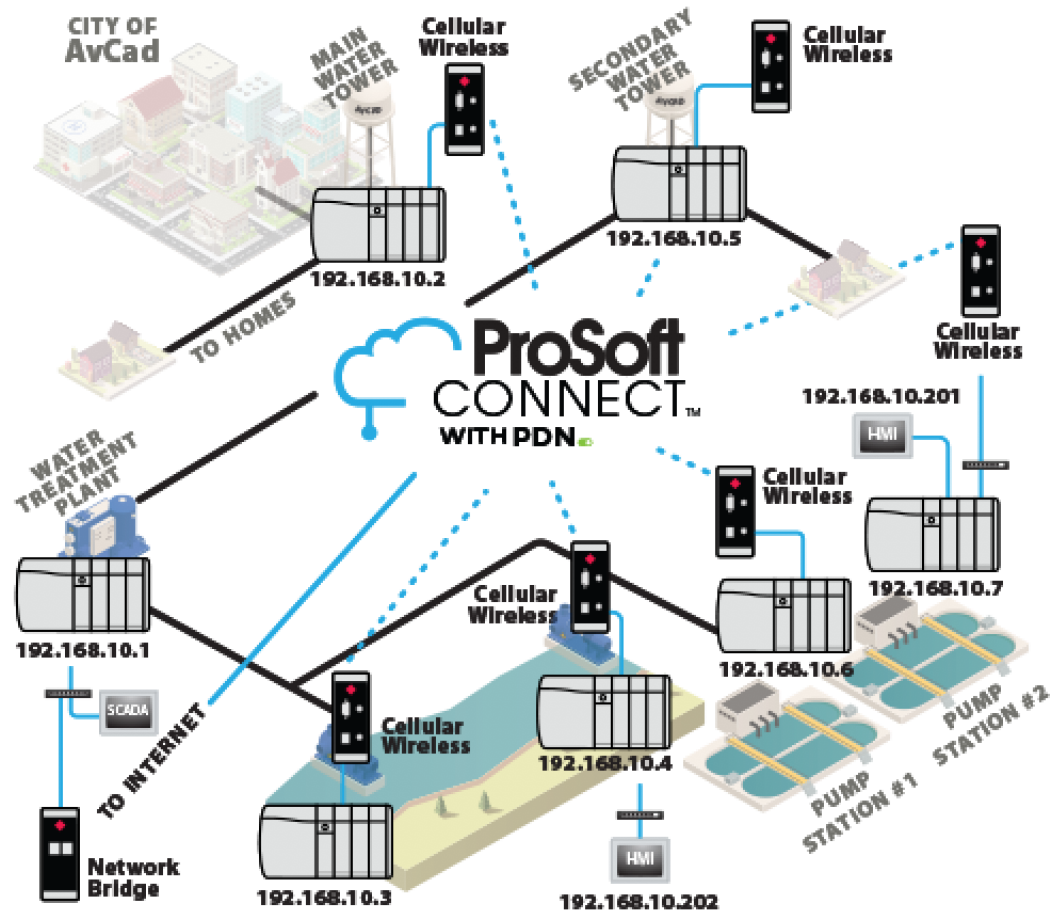 CITY OF
AvCad
MAIN
WATER
TOWER
AVCAD
Cellular
Wireless
192.168.10.2
TO HOMES
SECONDARY
WATER
TOWER
AVCAD
Cellular
Wireless
192.168.10.5
Cellular
Wireless
ProSoft
CONNECT™
WITH PDN
192.168.10.201
HMI
192.168.10.7
Cellular
Wireless
192.168.10.6
WATER
TREATMENT
PLANT
192.168.10.1
SCADA
TO INTERNET
Network
Bridge
Cellular
Wireless
192.168.10.3
Cellular
Wireless
192.168.10.4
HMI
192.168.10.202
PUMP
STATION #1
PUMP
STATION #2